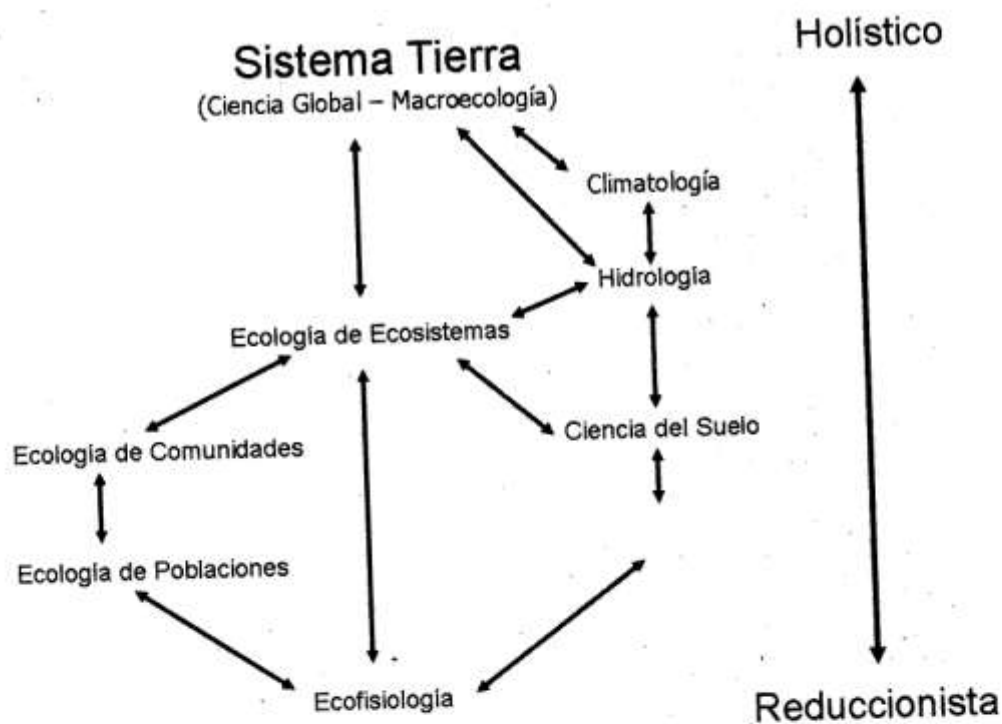 Holístico
Sistema Tierra
(Ciencia Global – Macroecología)
Climatología
Hidrología
Ecología de Ecosistemas
Ciencia del Suelo
Ecología de Comunidades
Ecología de Poblaciones
Ecofisiología
Reduccionista